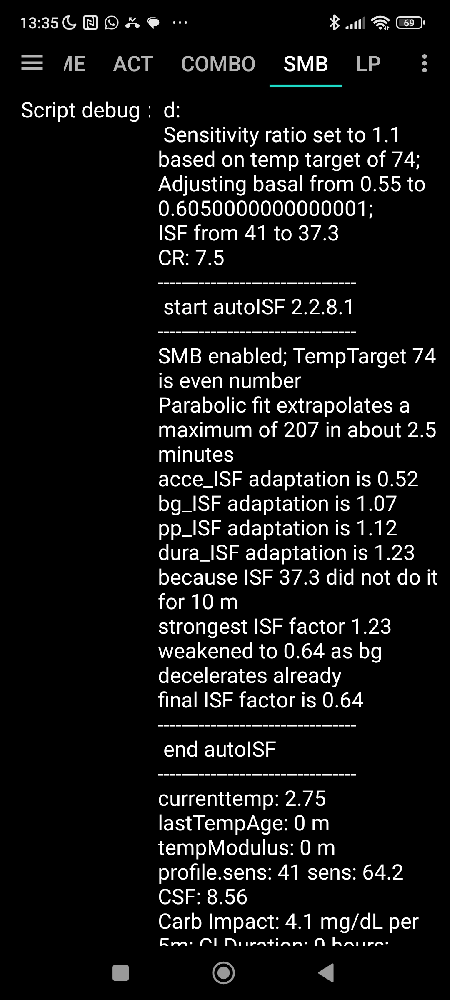 13:35 69
ME ACT COMBO SMB LP
Script debug : d:
Sensitivity ratio set to 1.1
based on temp target of 74;
Adjusting basal from 0.55 to
0.6050000000000001;
ISF from 41 to 37.3
CR: 7.5
----------------------------------
start autoISF 2.2.8.1
----------------------------------
SMB enabled; TempTarget 74
is even number
Parabolic fit extrapolates a
maximum of 207 in about 2.5
minutes
acce_ISF adaptation is 0.52
bg_ISF adaptation is 1.07
pp_ISF adaptation is 1.12
dura_ISF adaptation is 1.23
because ISF 37.3 did not do it
for 10 m
strongest ISF factor 1.23
weakened to 0.64 as bg
decelerates already
final ISF factor is 0.64
----------------------------------
end autoISF
----------------------------------
currenttemp: 2.75
lastTempAge: 0 m
tempModulus: 0 m
profile.sens: 41 sens: 64.2
CSF: 8.56
Carb Impact: 4.1 mg/dL per
5m; CI Duration: 0 hours;